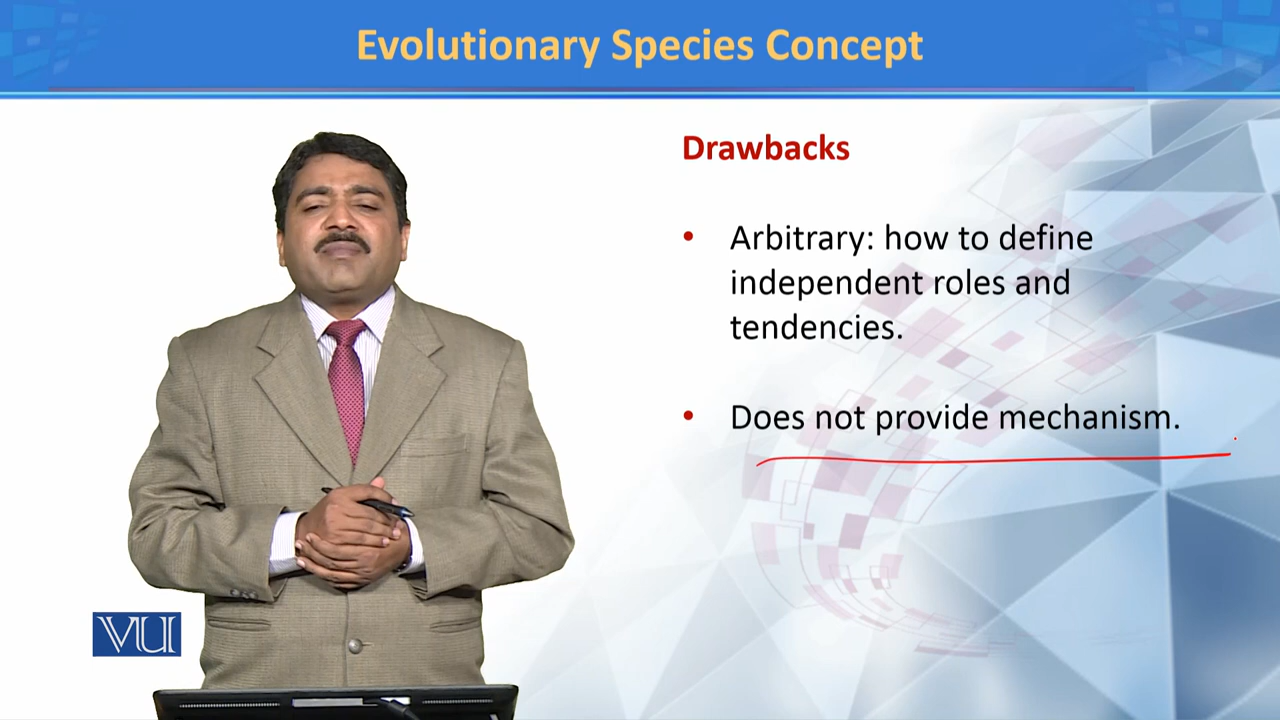 Evolutionary Species Concept
Drawbacks
• Arbitrary: how to define
independent roles and
tendencies.
• Does not provide mechanism.
VU